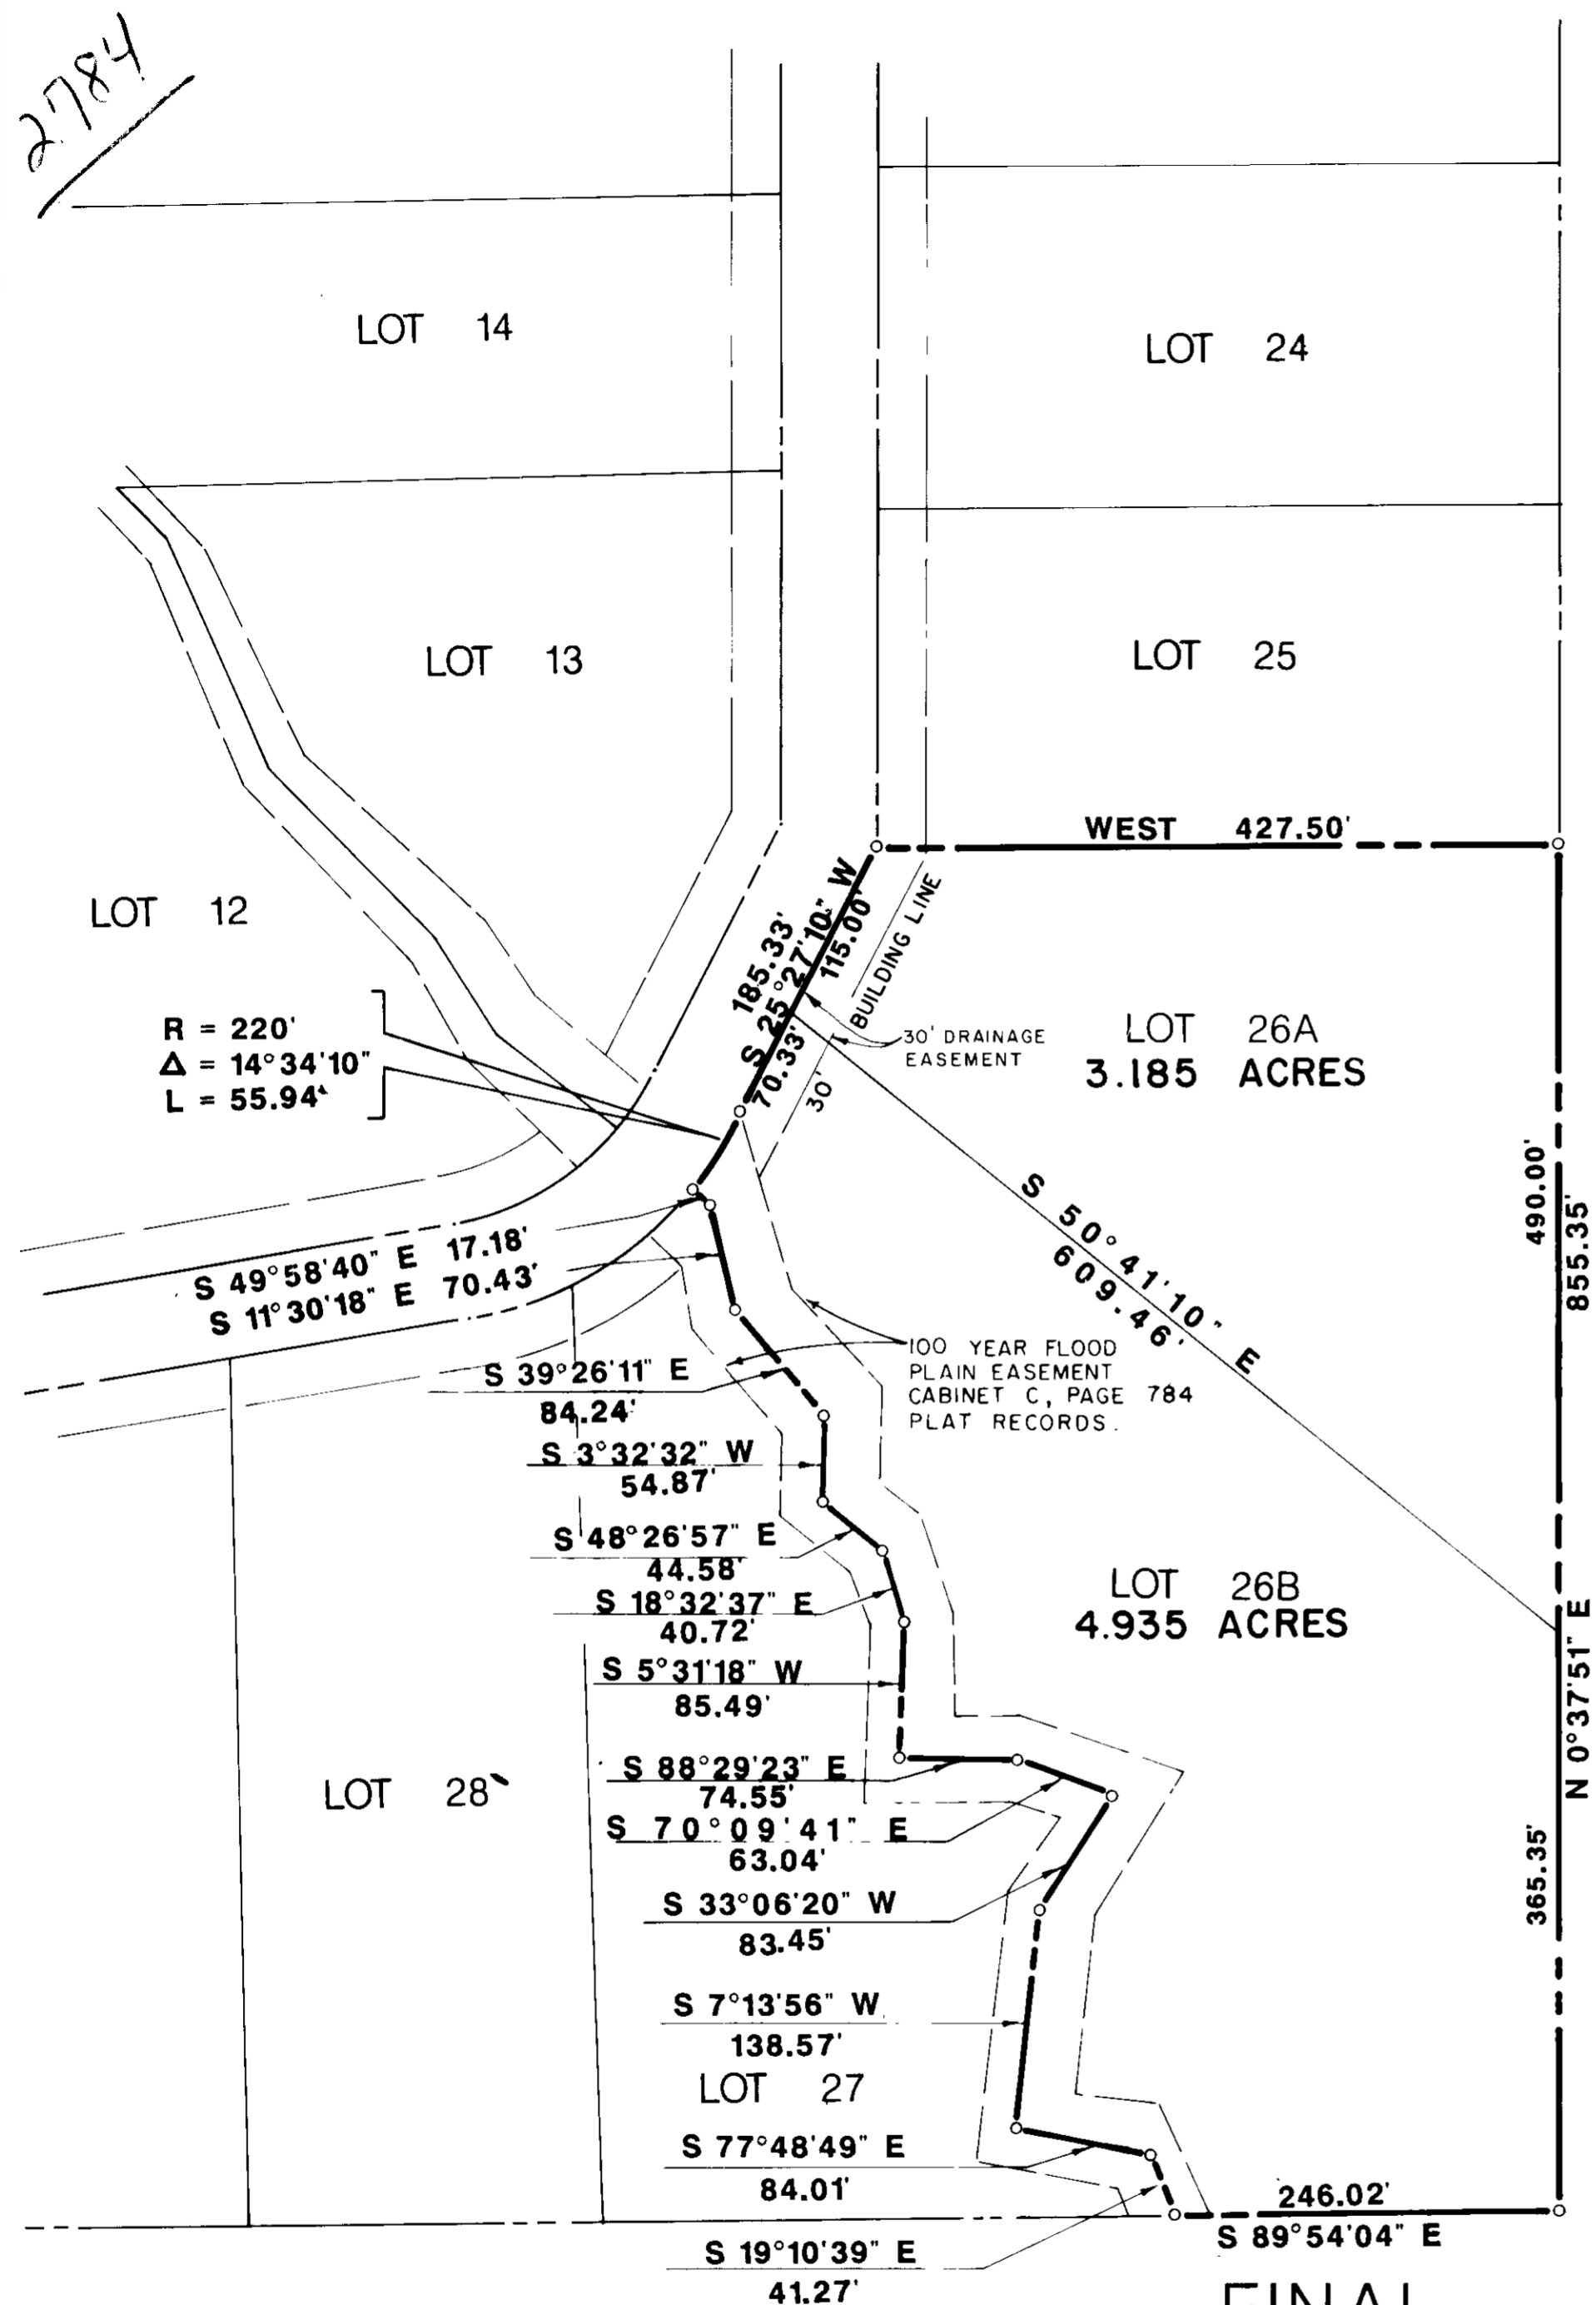 2784
LOT 14
LOT 24
LOT 13
LOT 25
WEST 427.50'
LOT 12
185.33'
S 25°27'10" W
115.00'
70.33'
BUILDING LINE
30'
30' DRAINAGE
EASEMENT
LOT 26A
3.185 ACRES
R = 220'
Δ = 14°34'10"
L = 55.94'
490.00'
855.35'
S 50°41'10" E
609.46'
S 49°58'40" E 17.18'
S 11°30'18" E 70.43'
100 YEAR FLOOD
PLAIN EASEMENT
CABINET C, PAGE 784
PLAT RECORDS.
S 39°26'11" E
84.24'
S 3°32'32" W
54.87'
S 48°26'57" E
44.58'
S 18°32'37" E
40.72'
LOT 26B
4.935 ACRES
N 0°37'51" E
S 5°31'18" W
85.49'
S 88°29'23" E
74.55'
LOT 28
S 70°09'41" E
63.04'
365.35'
S 33°06'20" W
83.45'
S 7°13'56" W
138.57'
LOT 27
S 77°48'49" E
84.01'
246.02'
S 89°54'04" E
S 19°10'39" E
41.27'
FINAL